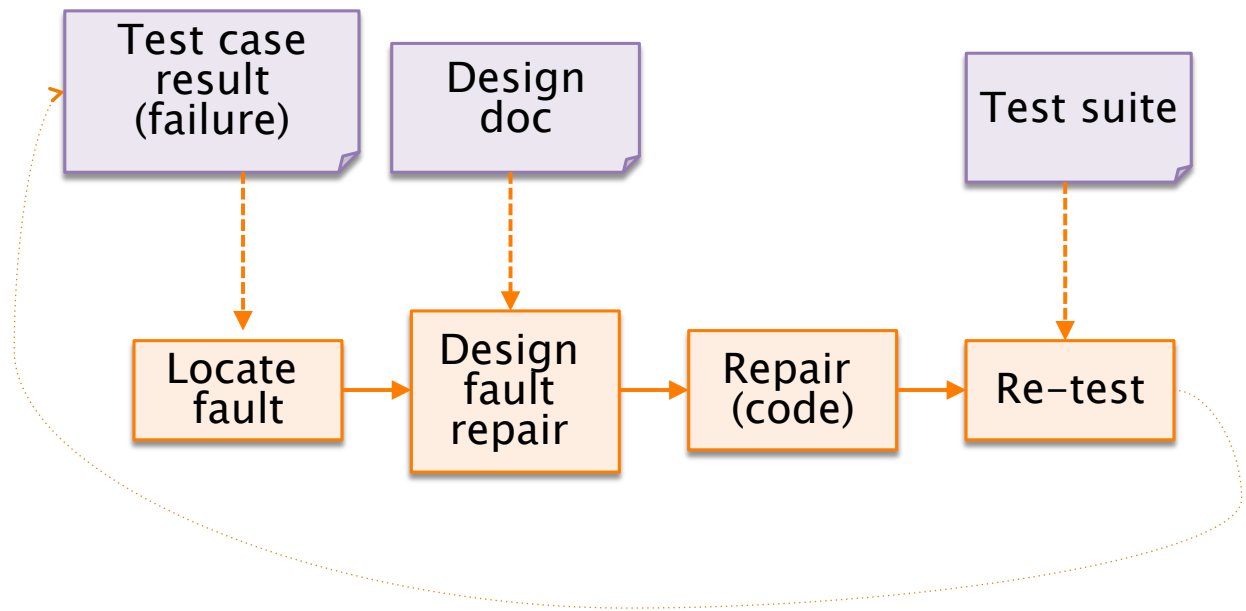 Test case
result
(failure)
Design
doc
Test suite
Locate
fault
Design
fault
repair
Repair
(code)
Re-test